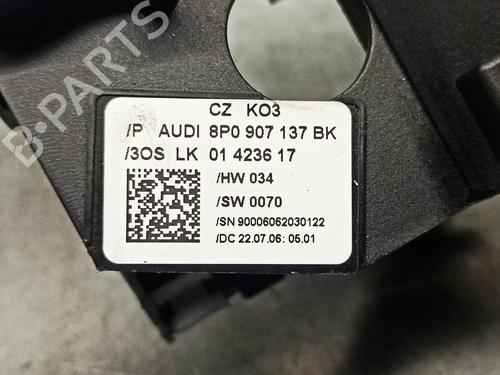 B-PARTS
CZ KO3
/P AUDI 8P0 907 137 BK
/3OS LK 01 4236 17
/HW 034
/SW 0070
/SN 90006062030122
/DC 22.07.06: 05.01